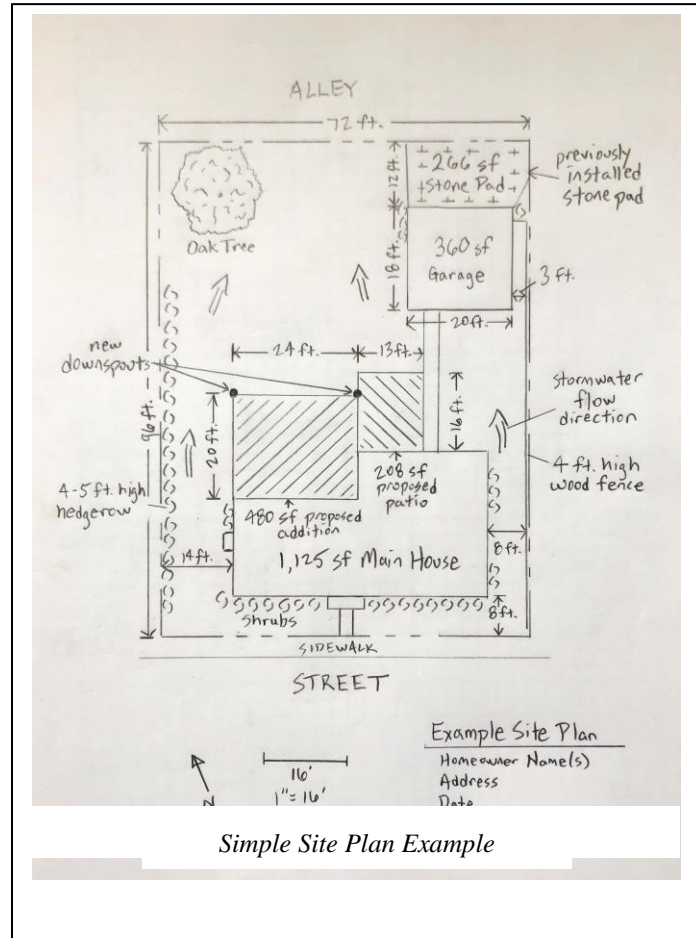 ALLEY
72 ft.
12 ft.
266 sf
Stone Pad
previously
installed
stone pad
Oak Tree
18 ft.
360 sf
Garage
3 ft.
20 ft.
new
downspouts
24 ft.
13 ft.
96 ft.
20 ft.
16 ft.
stormwater
flow
direction
4-5 ft. high
hedgerow
480 sf proposed
addition
208 sf
proposed
patio
4 ft. high
wood fence
14 ft.
1,125 sf Main House
8 ft.
8 ft.
Shrubs
SIDEWALK
STREET
16'
1" = 16'
Example Site Plan
Homeowner Name(s)
Address
Date
Simple Site Plan Example